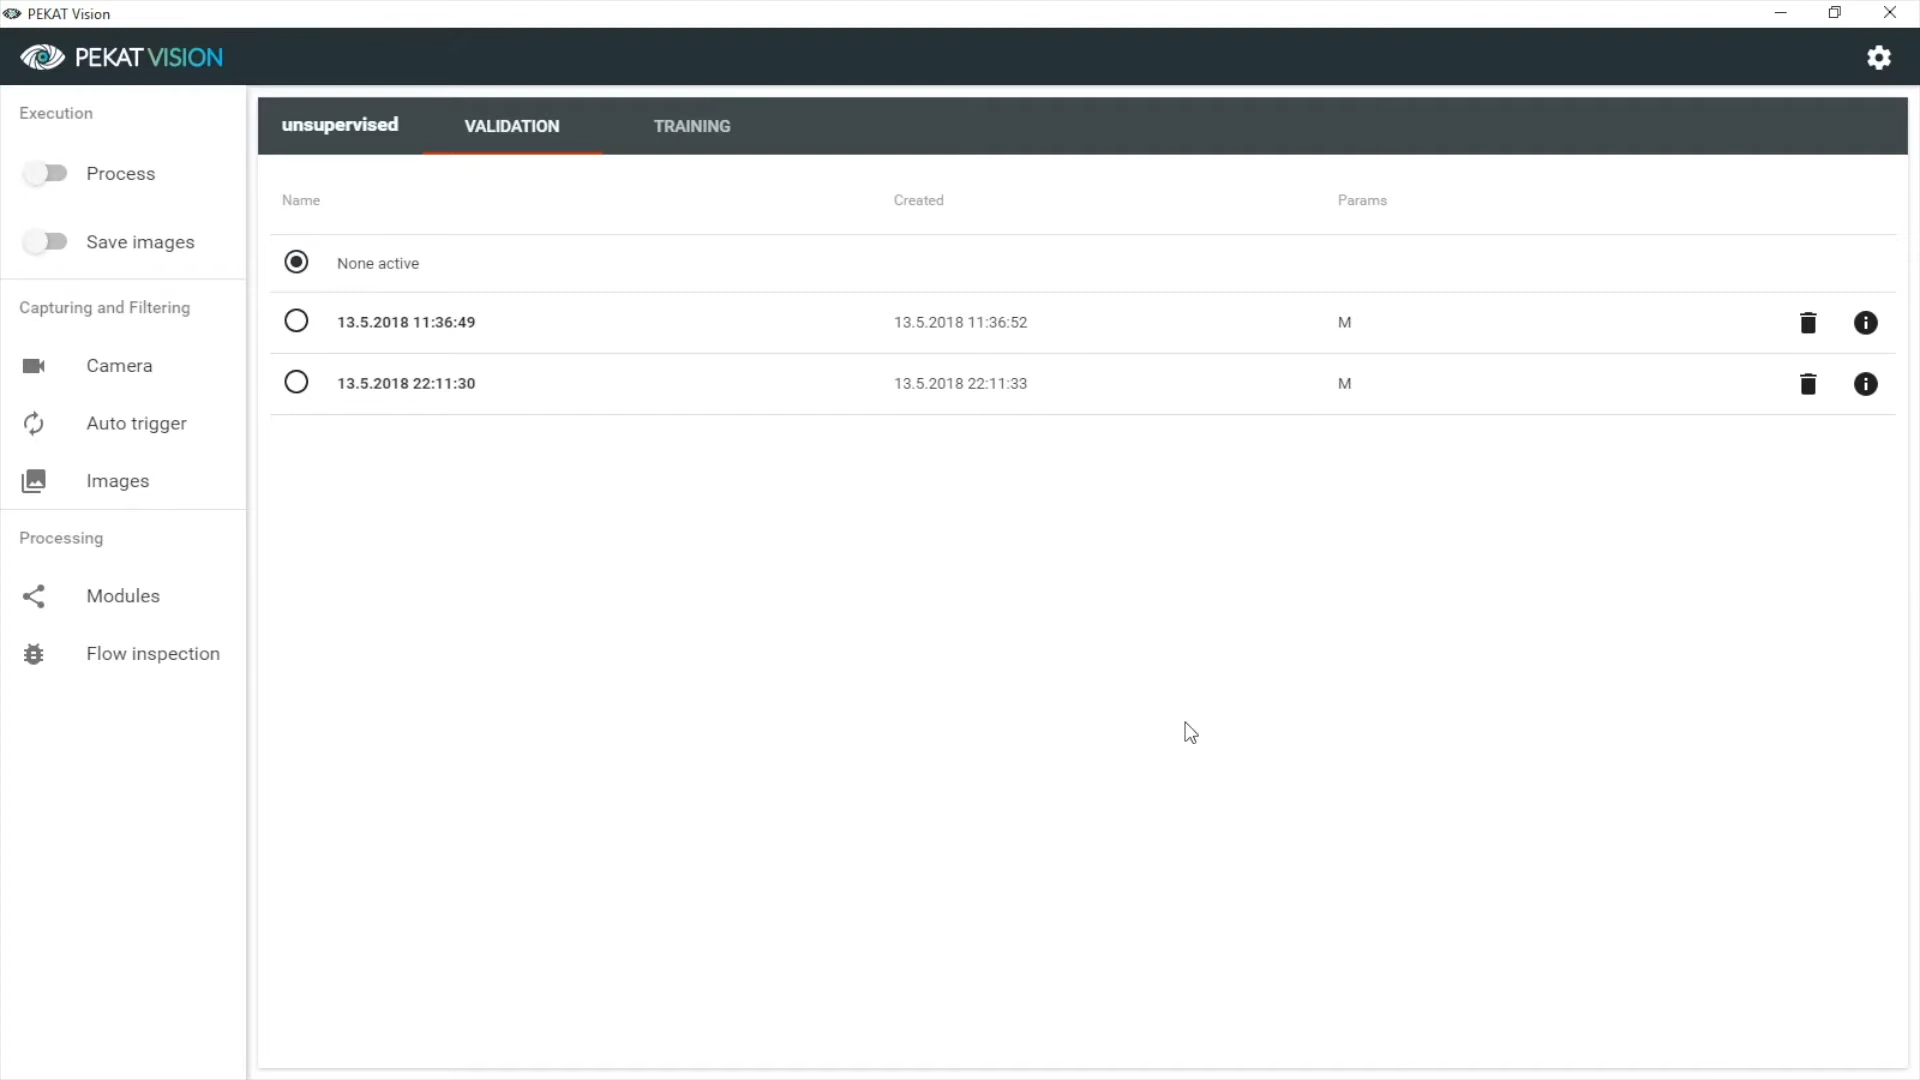 PEKAT Vision
PEKAT VISION
Execution
Process
Save images
Capturing and Filtering
Camera
Auto trigger
Images
Processing
Modules
Flow inspection
unsupervised VALIDATION TRAINING
Name Created Params
None active
13.5.2018 11:36:49 13.5.2018 11:36:52 M
13.5.2018 22:11:30 13.5.2018 22:11:33 M